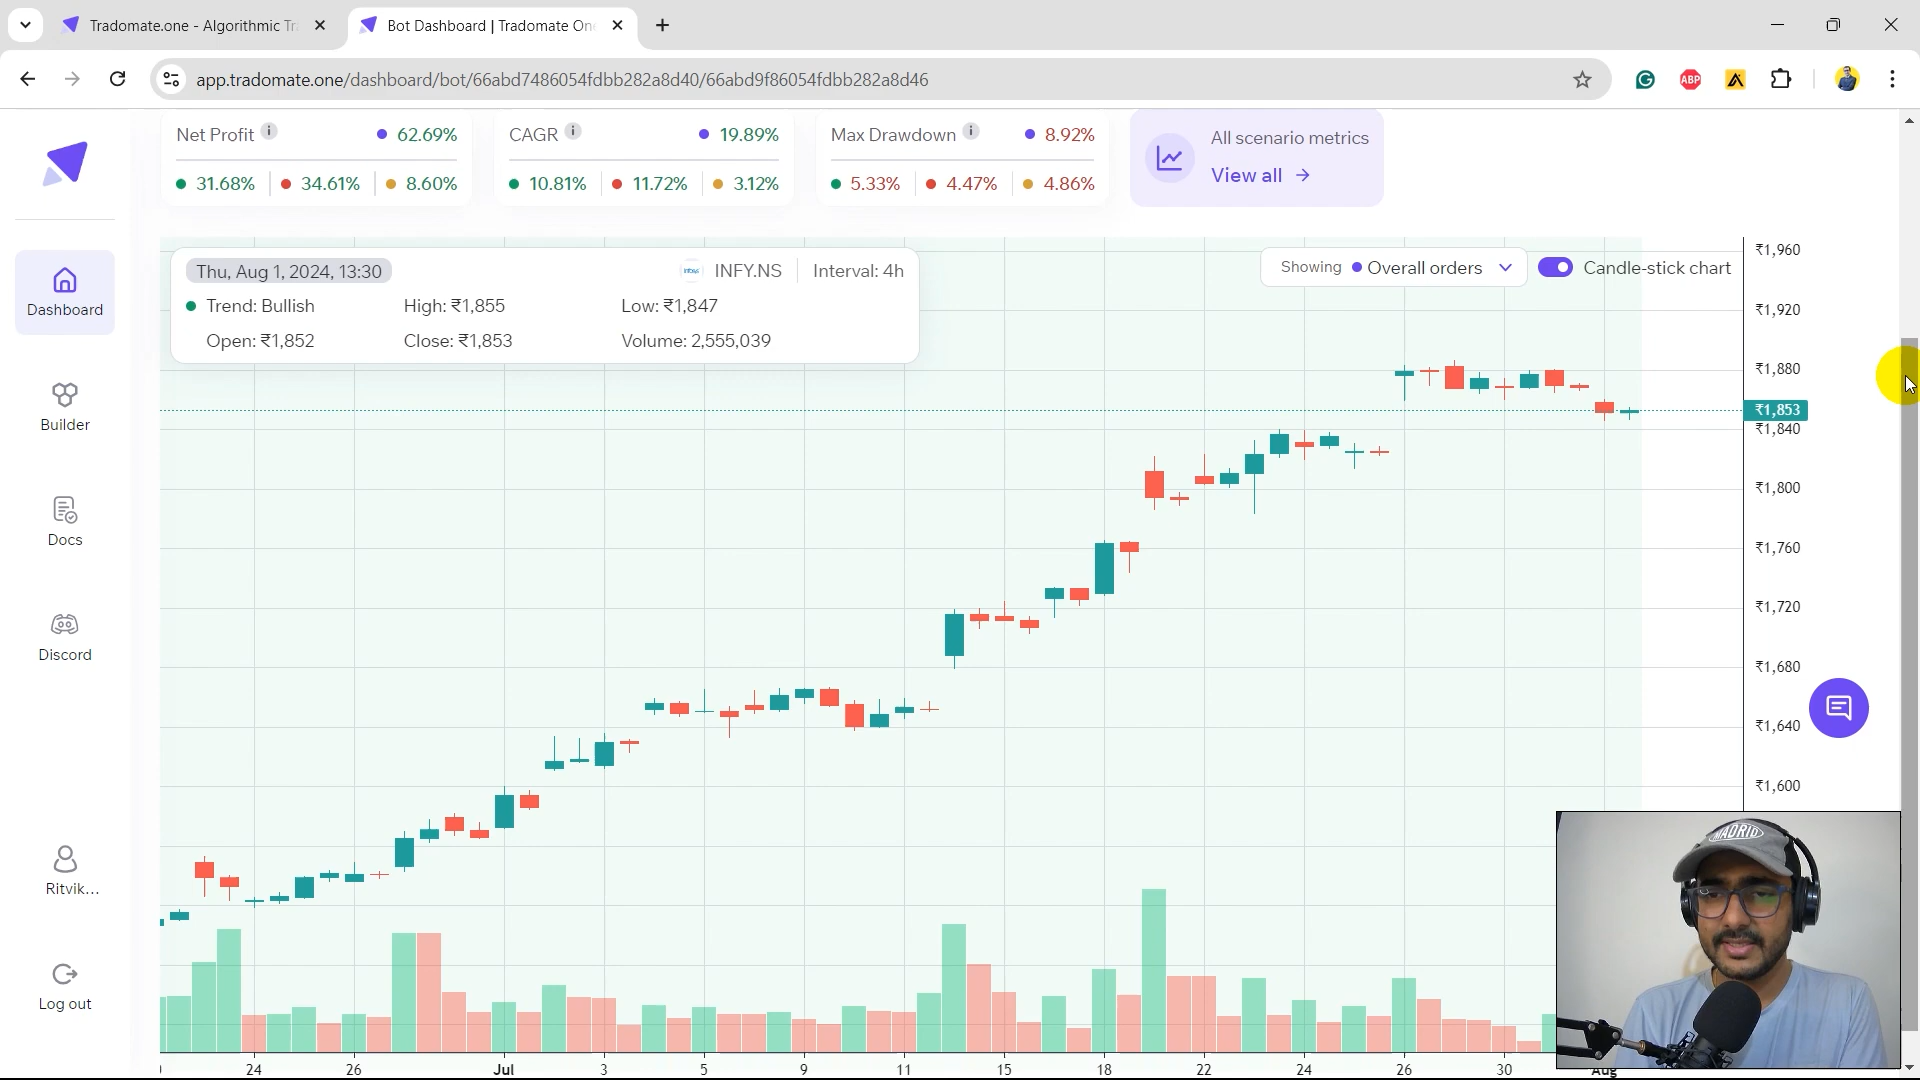 Tradomate.one - Algorithmic Tr
Bot Dashboard | Tradomate On
app.tradomate.one/dashboard/bot/66abd7486054fdbb282a8d40/66abd9f86054fdbb282a8d46
ABP
Net Profit i 62.69%
31.68% 34.61% 8.60%
CAGR i 19.89%
10.81% 11.72% 3.12%
Max Drawdown i 8.92%
5.33% 4.47% 4.86%
All scenario metrics
View all →
Dashboard
Builder
Docs
Discord
Ritvik...
Log out
Thu, Aug 1, 2024, 13:30 INFY.NS Interval: 4h
Trend: Bullish High: ₹1,855 Low: ₹1,847
Open: ₹1,852 Close: ₹1,853 Volume: 2,555,039
Showing Overall orders Candle-stick chart
₹1,960
₹1,920
₹1,880
₹1,853
₹1,840
₹1,800
₹1,760
₹1,720
₹1,680
₹1,640
₹1,600
24 26 Jul 3 5 9 11 15 18 22 24 26 30 Aug
MADRID